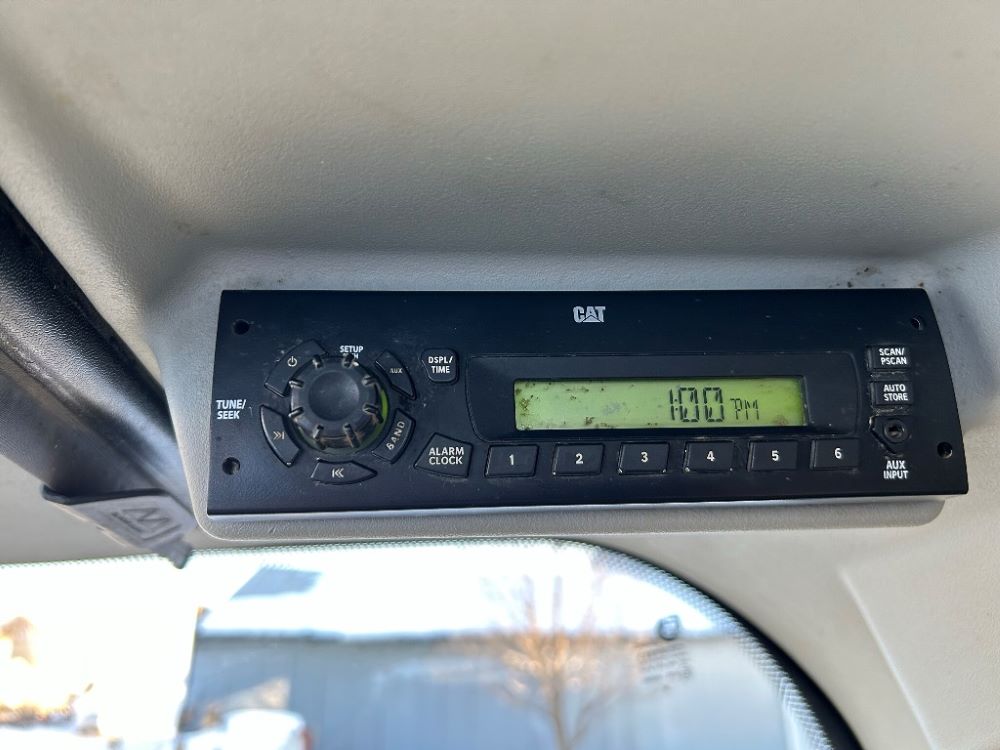 CAT
SETUP
AUX
DSPL/
TIME
SCAN/
PSCAN
AUTO
STORE
TUNE/
SEEK
1:00 PM
BAND
ALARM
CLOCK
1
2
3
4
5
6
AUX
INPUT